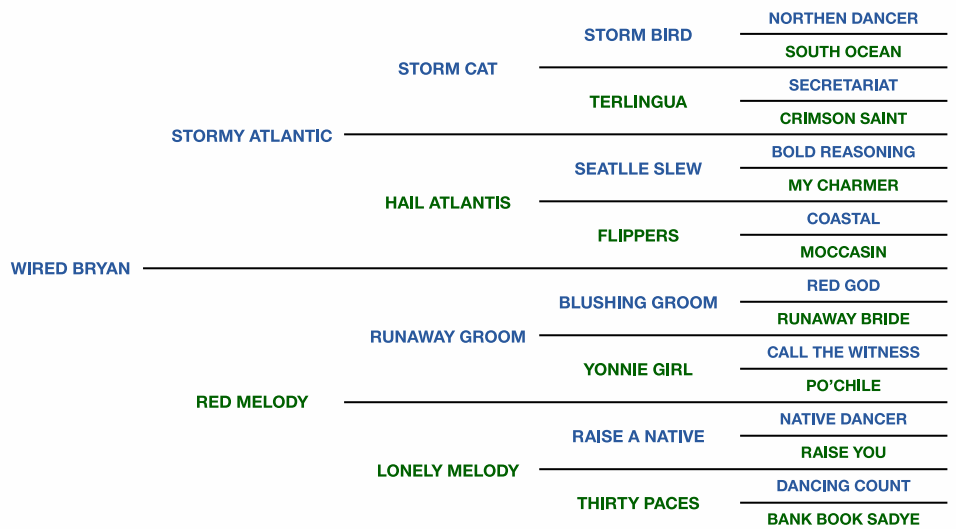 NORTHEN DANCER
STORM BIRD
SOUTH OCEAN
STORM CAT
SECRETARIAT
TERLINGUA
CRIMSON SAINT
STORMY ATLANTIC
BOLD REASONING
SEATLLE SLEW
MY CHARMER
HAIL ATLANTIS
COASTAL
FLIPPERS
MOCCASIN
WIRED BRYAN
RED GOD
BLUSHING GROOM
RUNAWAY BRIDE
RUNAWAY GROOM
CALL THE WITNESS
YONNIE GIRL
PO’CHILE
RED MELODY
NATIVE DANCER
RAISE A NATIVE
RAISE YOU
LONELY MELODY
DANCING COUNT
THIRTY PACES
BANK BOOK SADYE